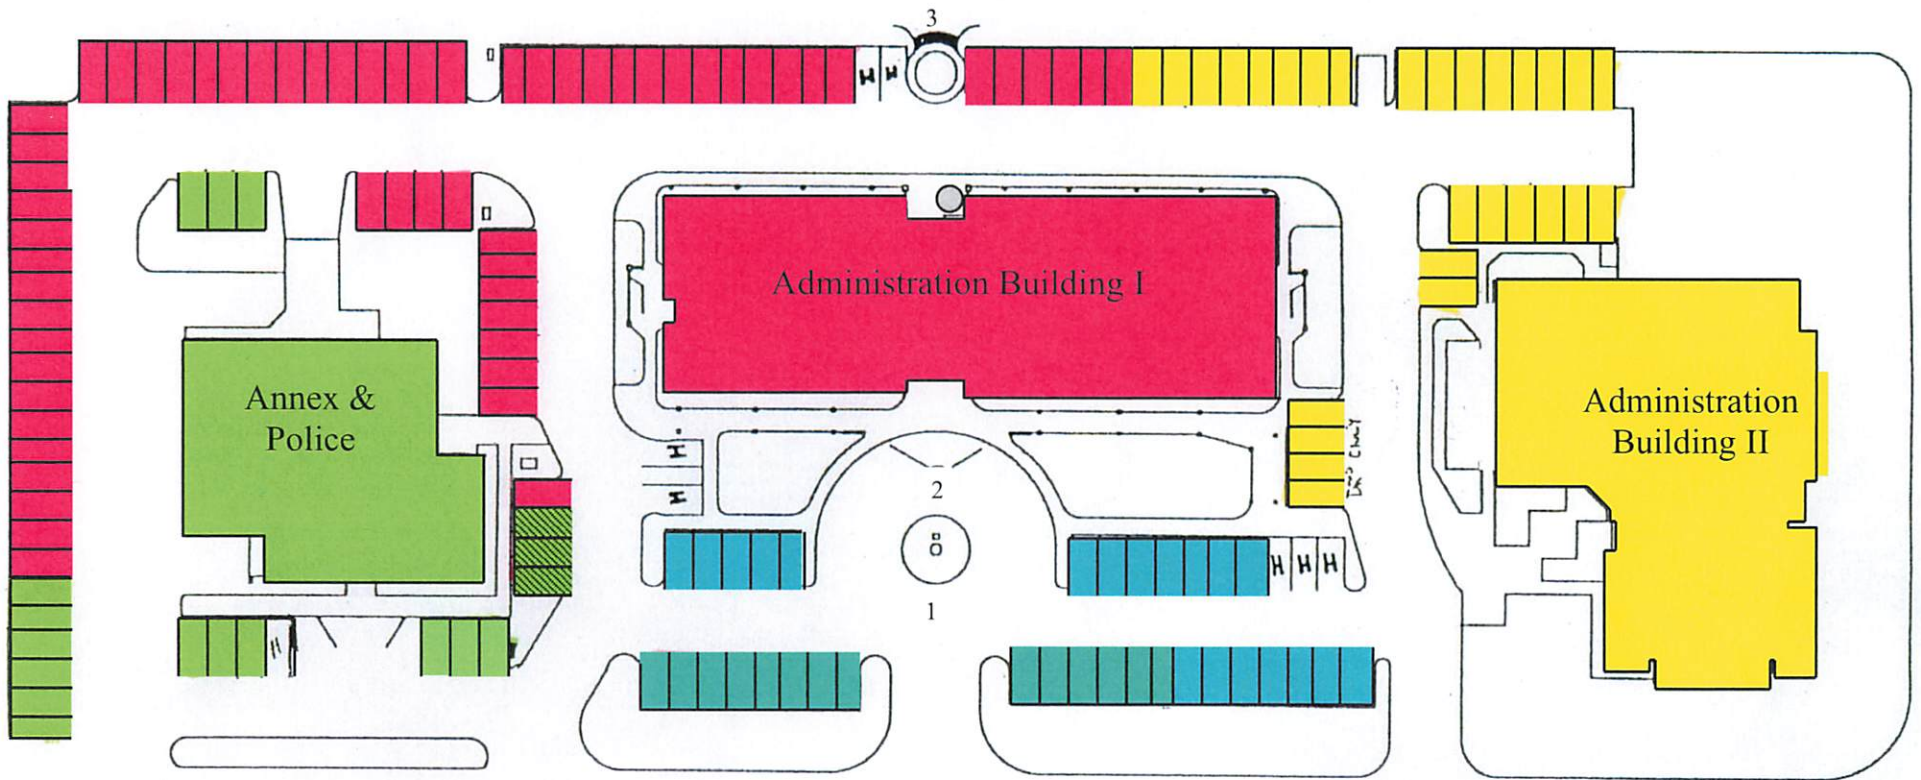 3
H H
Administration Building I
Annex &
Police
Administration
Building II
H
H
2
H H H
1
H